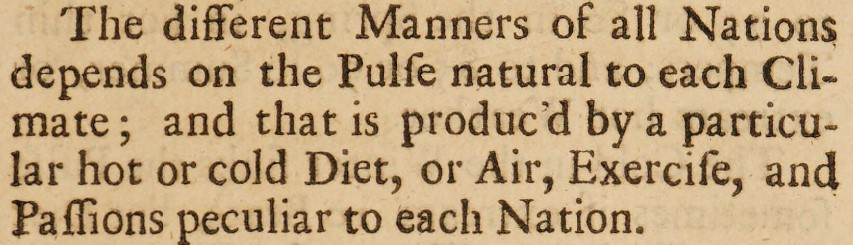 The different Manners of all Nations
depends on the Pulſe natural to each Cli-
mate; and that is produc'd by a particu-
lar hot or cold Diet, or Air, Exerciſe, and
Paſſions peculiar to each Nation.